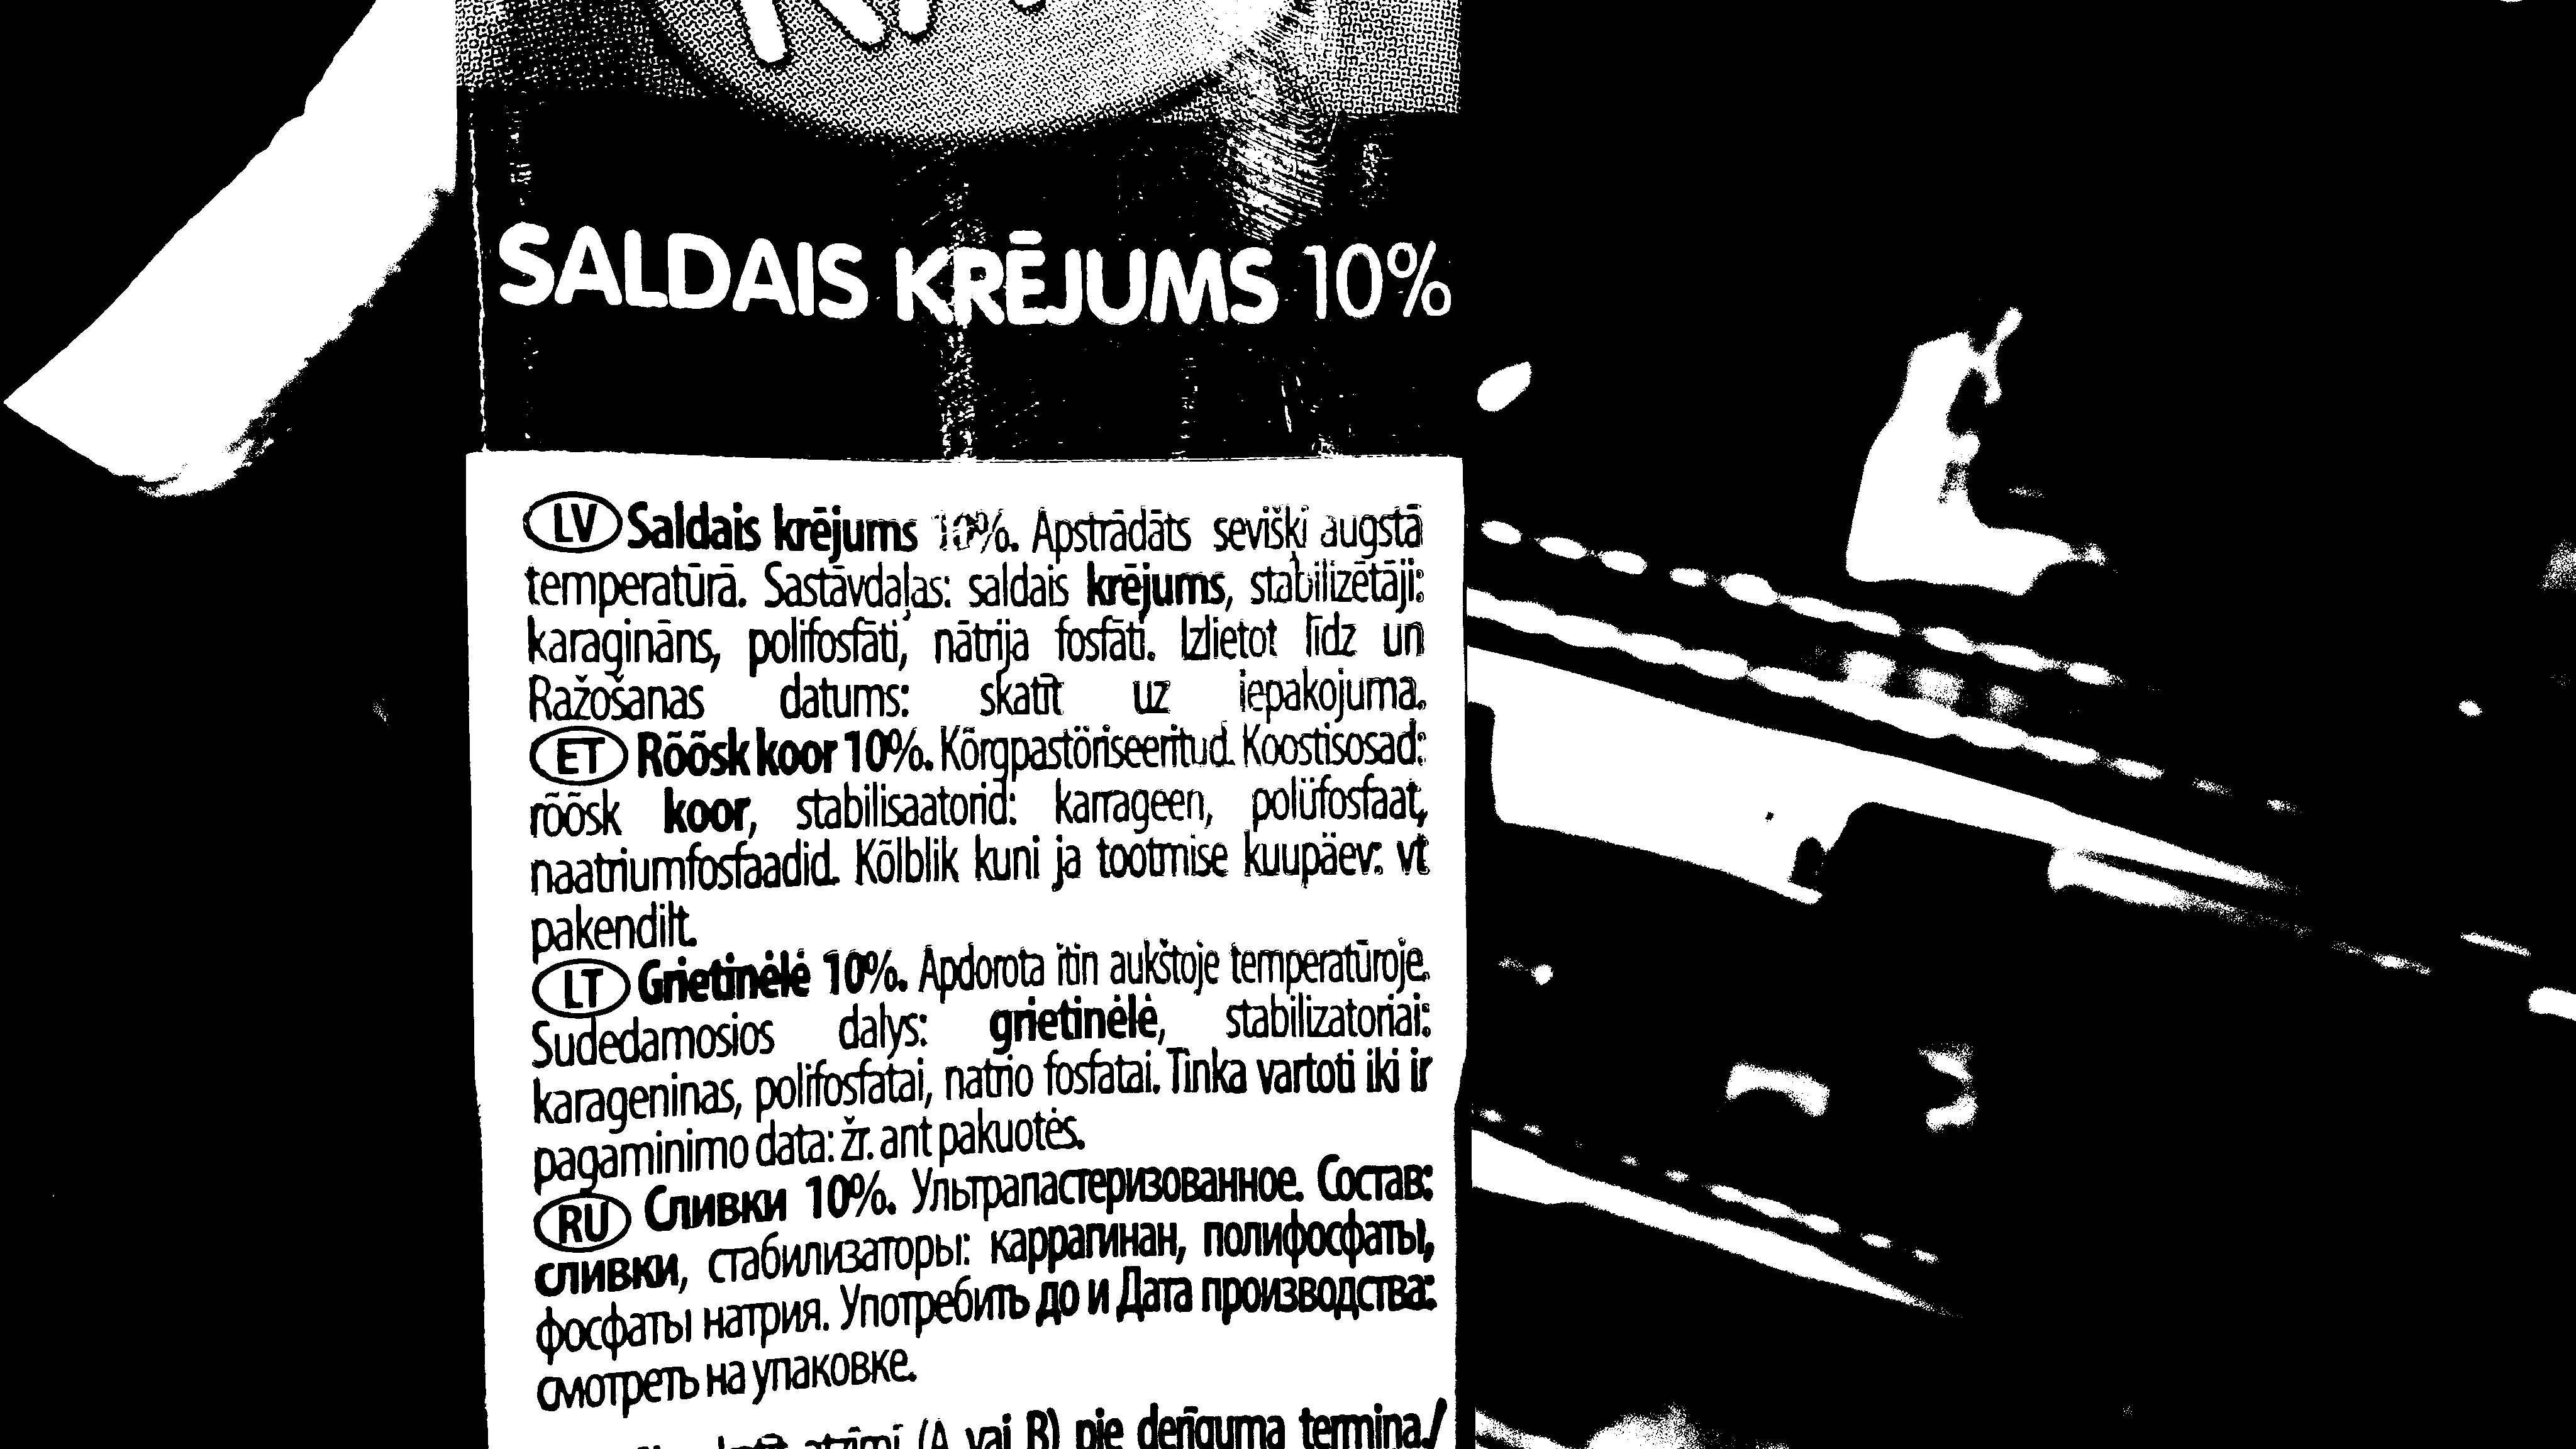 SALDAIS KRĒJUMS 10%
LV Saldais krējums 10%. Apstrādāts sevišķi augstā
temperatūrā. Sastāvdaļas: saldais krējums, stabilizētāji:
karagināns, polifosfāti, nātrija fosfāti. Izlietot līdz un
Ražošanas datums: skatīt uz iepakojuma.
ET Rõõsk koor 10%. Kõrgpastöriseeritud. Koostisosad:
rõõsk koor, stabilisaatorid: karrageen, polüfosfaat,
naatriumfosfaadid. Kõlblik kuni ja tootmise kuupäev: vt
pakendilt.
LT Grietinėlė 10%. Apdorota itin aukštoje temperatūroje.
Sudedamosios dalys: grietinėlė, stabilizatoriai:
karageninas, polifosfatai, natrio fosfatai. Tinka vartoti iki ir
pagaminimo data: žr. ant pakuotės.
RU Сливки 10%. Ультрапастеризованное. Состав:
сливки, стабилизаторы: каррагинан, полифосфаты,
фосфаты натрия. Употребить до и Дата производства:
смотреть на упаковке.
atzīmi (A vai B) pie derīguma termiņa./